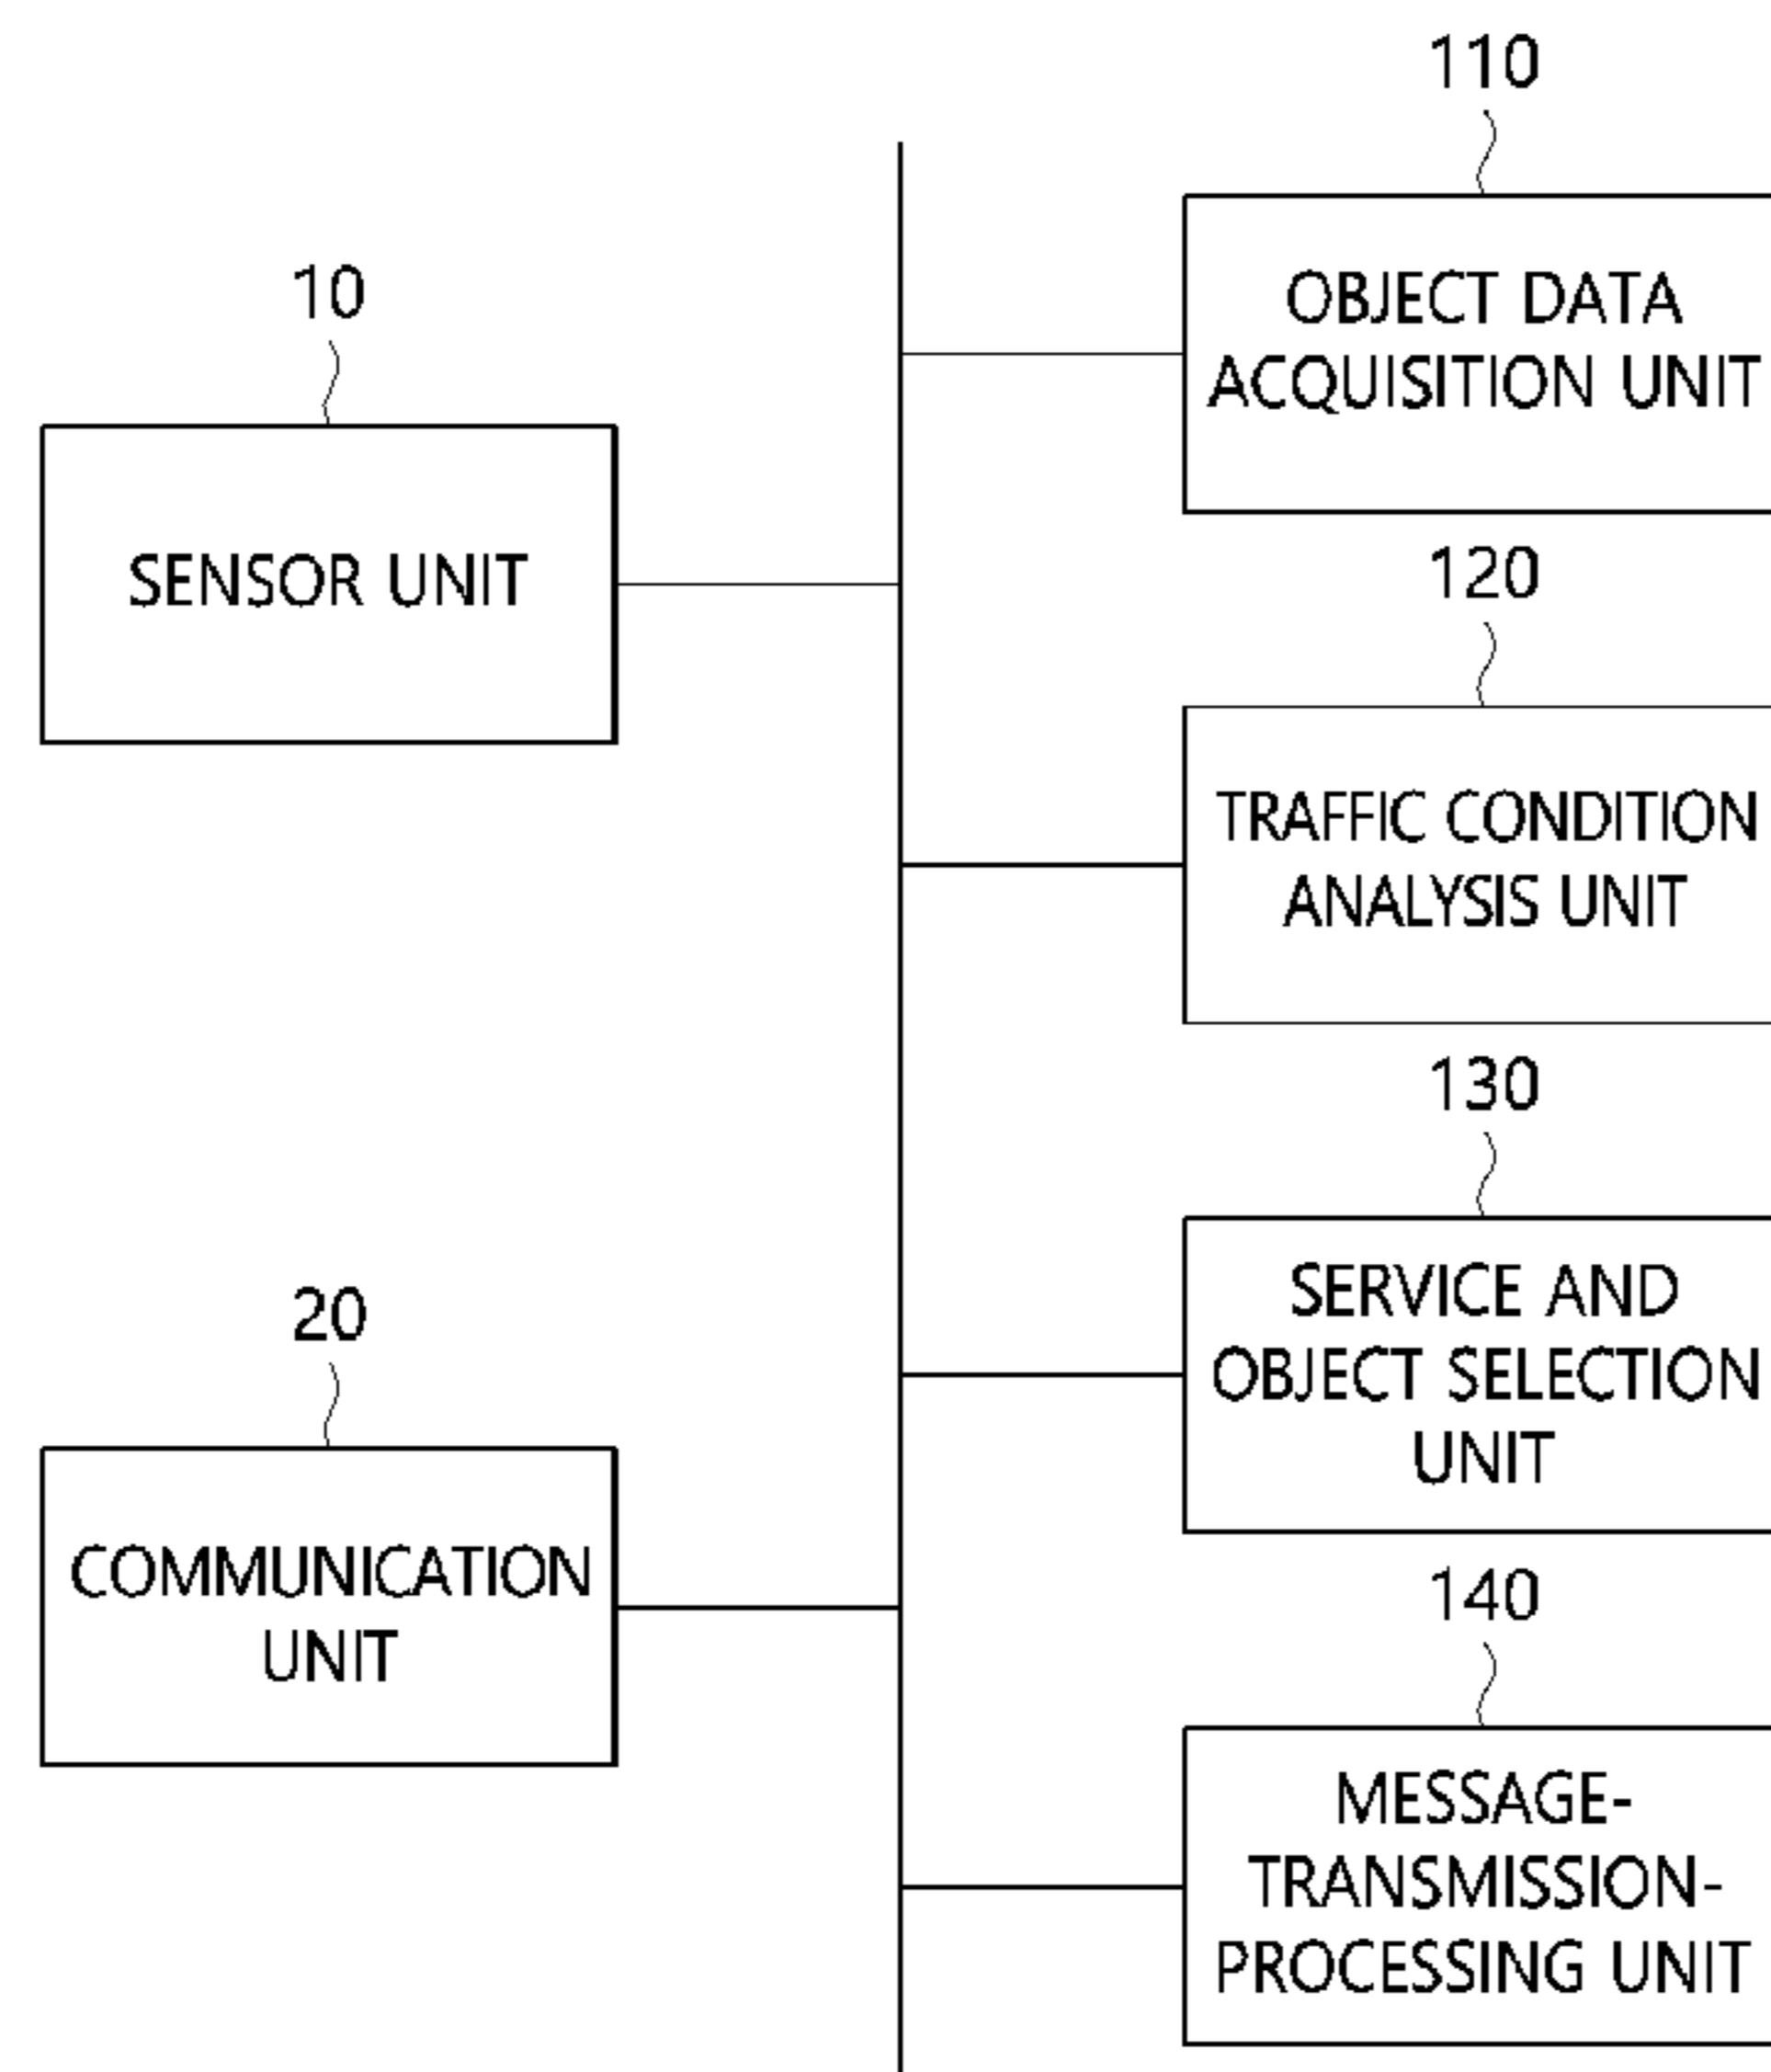 10
SENSOR UNIT
20
COMMUNICATION
UNIT
110
OBJECT DATA
ACQUISITION UNIT
120
TRAFFIC CONDITION
ANALYSIS UNIT
130
SERVICE AND
OBJECT SELECTION
UNIT
140
MESSAGE-
TRANSMISSION-
PROCESSING UNIT